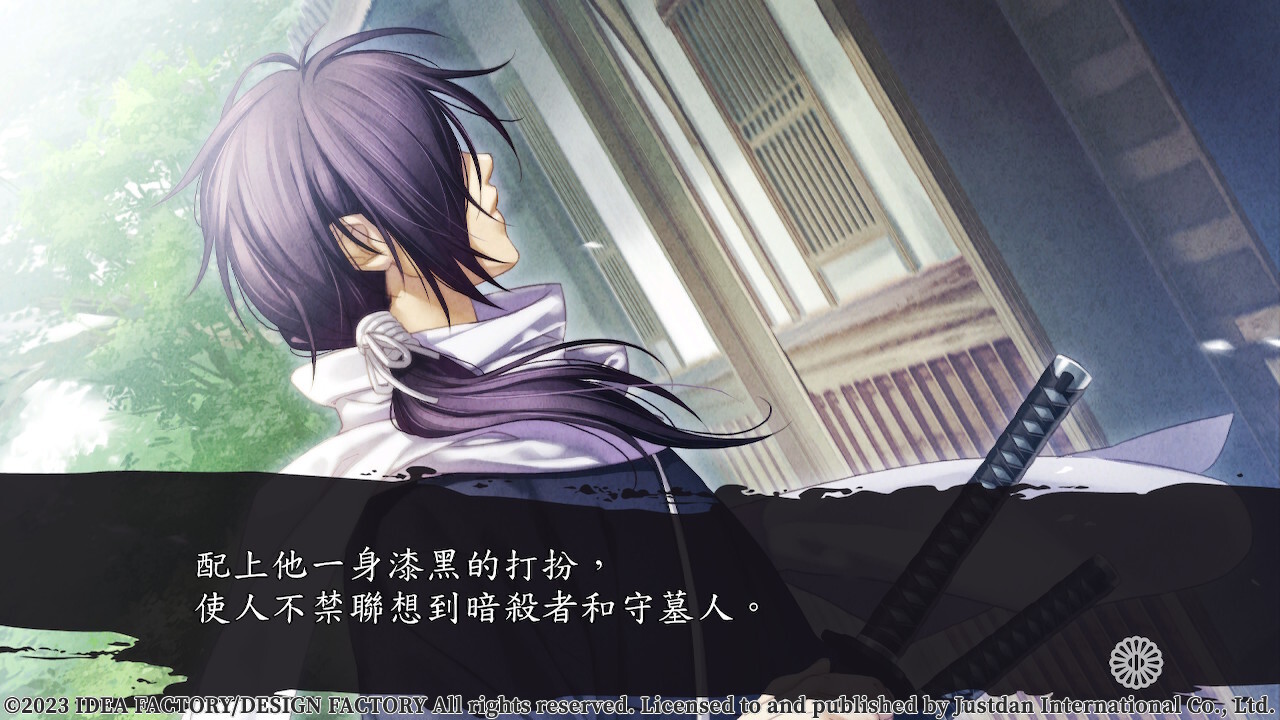 配上他一身漆黑的打扮，
使人不禁聯想到暗殺者和守墓人。
©2023 IDEA FACTORY/DESIGN FACTORY All rights reserved. Licensed to and published by Justdan International Co., Ltd.